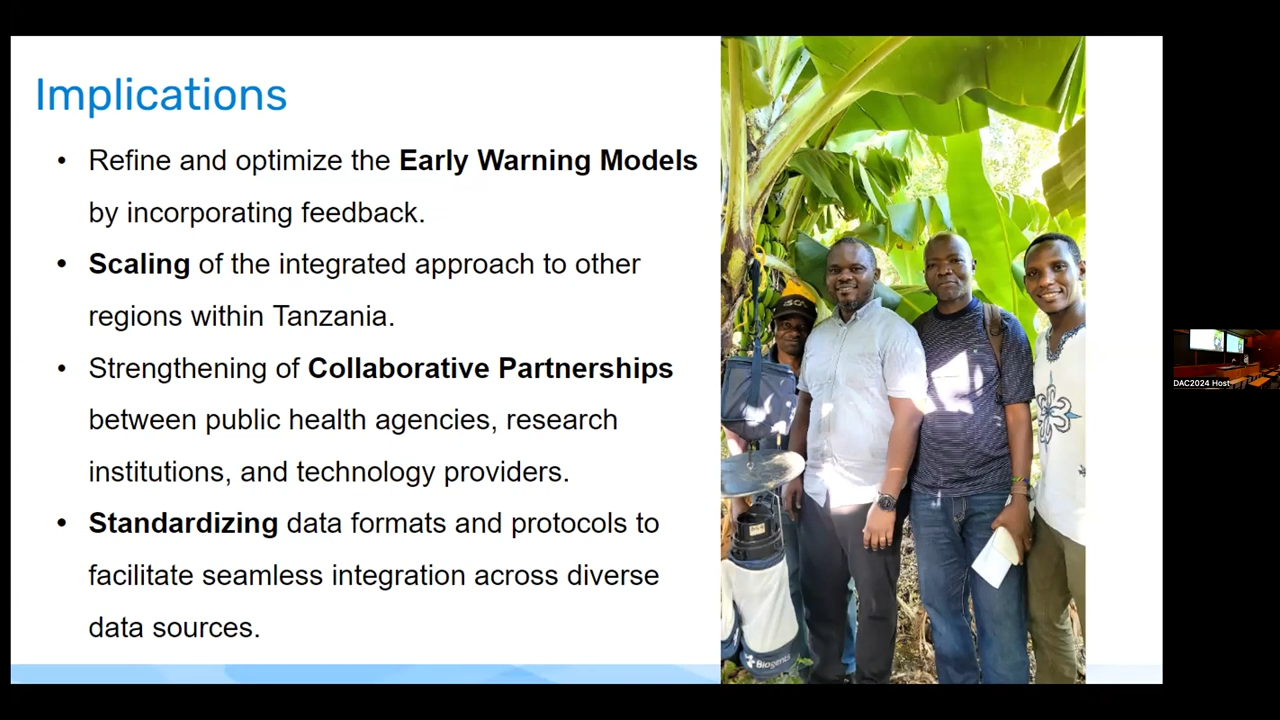 Implications
• Refine and optimize the Early Warning Models
by incorporating feedback.
• Scaling of the integrated approach to other
regions within Tanzania.
• Strengthening of Collaborative Partnerships
between public health agencies, research
institutions, and technology providers.
• Standardizing data formats and protocols to
facilitate seamless integration across diverse
data sources.
Biogents
DAC2024 Host